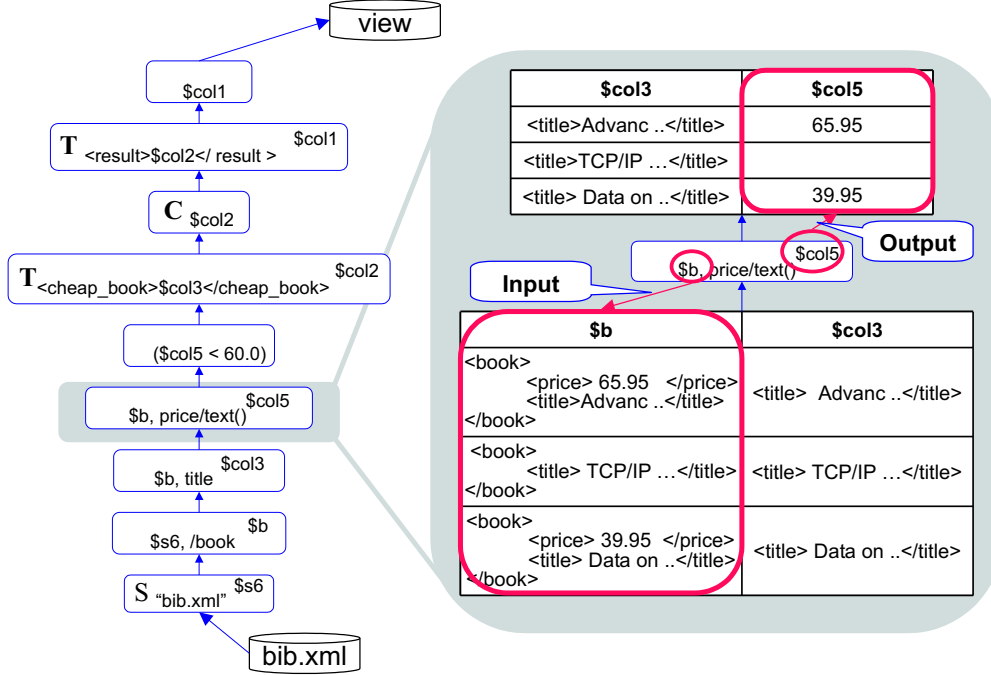 view
$col1
T <result>$col2</ result > $col1
C $col2
T <cheap_book>$col3</cheap_book> $col2
($col5 < 60.0)
$b, price/text() $col5
$b, title $col3
$s6, /book $b
S “bib.xml” $s6
bib.xml
$col3 $col5
<title>Advanc ..</title> 65.95
<title>TCP/IP …</title>
<title> Data on ..</title> 39.95
Output
$b, price/text() $col5
Input
$b $col3
<book>
<price> 65.95 </price>
<title>Advanc ..</title>
</book>
<title> Advanc ..</title>
<book>
<title> TCP/IP …</title>
</book>
<title> TCP/IP …</title>
<book>
<price> 39.95 </price>
<title> Data on ..</title>
</book>
<title> Data on ..</title>